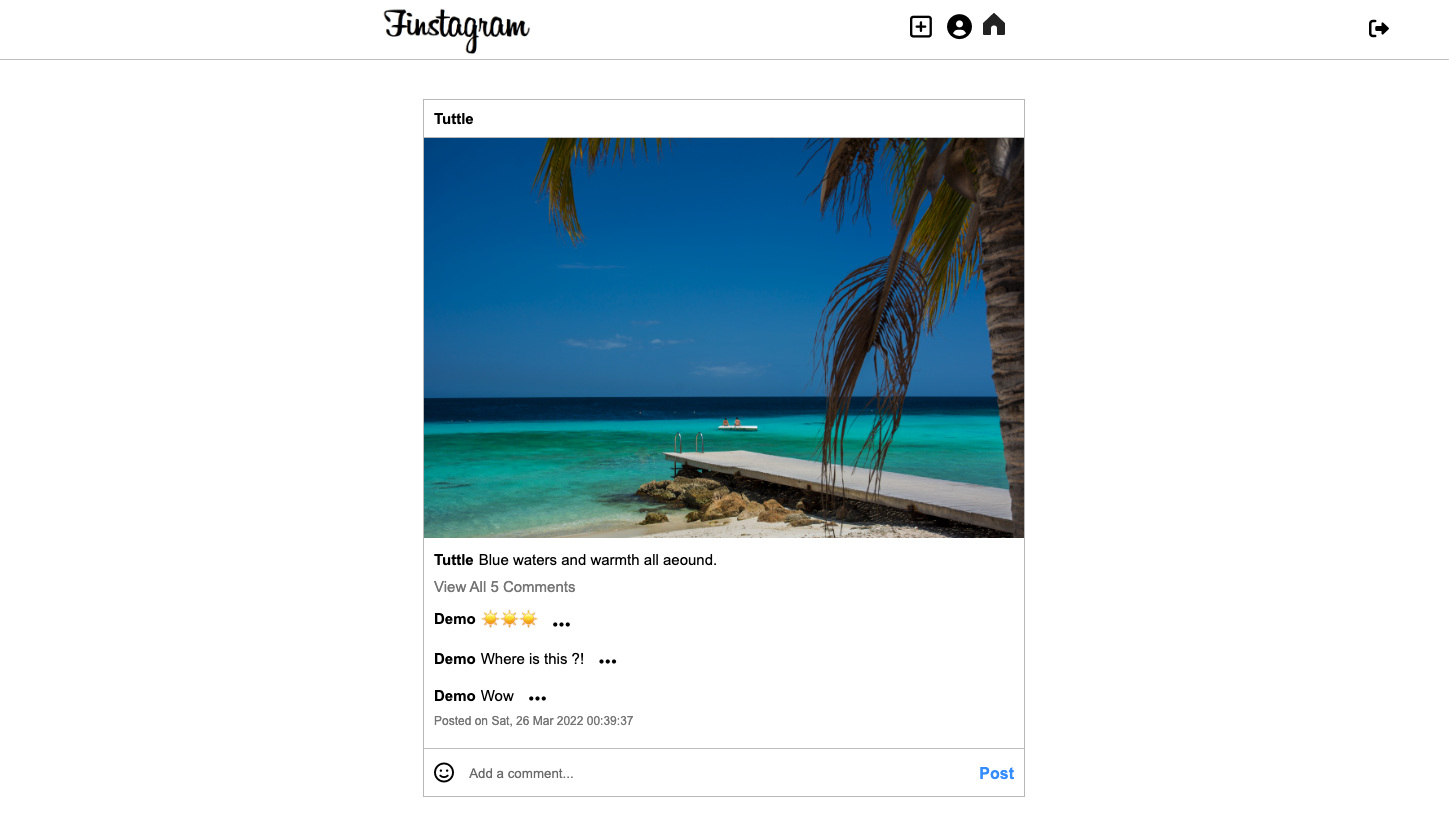 Finstagram
Tuttle
Tuttle Blue waters and warmth all aeound.
View All 5 Comments
Demo ☀️☀️☀️ •••
Demo Where is this ?! •••
Demo Wow •••
Posted on Sat, 26 Mar 2022 00:39:37
Add a comment... Post